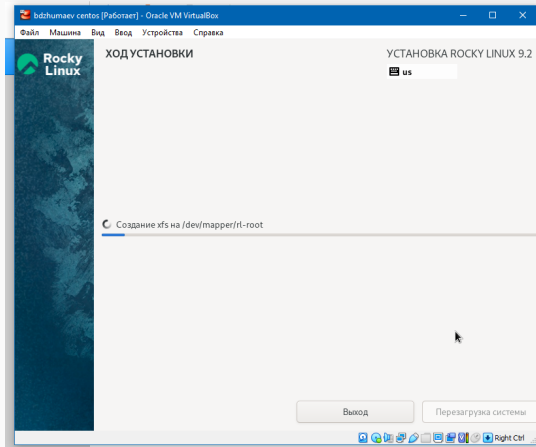 bdzhumaev centos [Работает] - Oracle VM VirtualBox
Файл Машина Вид Ввод Устройства Справка
Rocky Linux
ХОД УСТАНОВКИ
УСТАНОВКА ROCKY LINUX 9.2
us
Создание xfs на /dev/mapper/rl-root
Выход
Перезагрузка системы
Right Ctrl